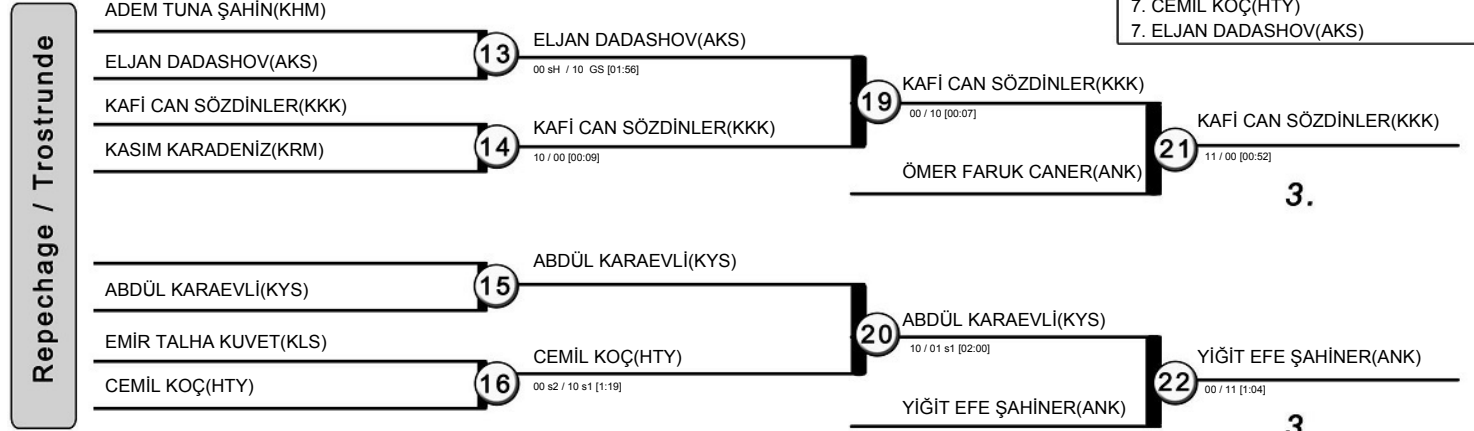 Repechage / Trostrunde
ADEM TUNA ŞAHİN(KHM)
ELJAN DADASHOV(AKS)
13
ELJAN DADASHOV(AKS)
00 sH / 10 GS [01:56]
KAFİ CAN SÖZDİNLER(KKK)
KASIM KARADENİZ(KRM)
14
KAFİ CAN SÖZDİNLER(KKK)
10 / 00 [00:09]
19
KAFİ CAN SÖZDİNLER(KKK)
00 / 10 [00:07]
ÖMER FARUK CANER(ANK)
21
KAFİ CAN SÖZDİNLER(KKK)
11 / 00 [00:52]
3.
7. CEMİL KOÇ(HTY)
7. ELJAN DADASHOV(AKS)
ABDÜL KARAEVLİ(KYS)
15
ABDÜL KARAEVLİ(KYS)
EMİR TALHA KUVET(KLS)
CEMİL KOÇ(HTY)
16
CEMİL KOÇ(HTY)
00 s2 / 10 s1 [1:19]
20
ABDÜL KARAEVLİ(KYS)
10 / 01 s1 [02:00]
YİĞİT EFE ŞAHİNER(ANK)
22
YİĞİT EFE ŞAHİNER(ANK)
00 / 11 [1:04]
3